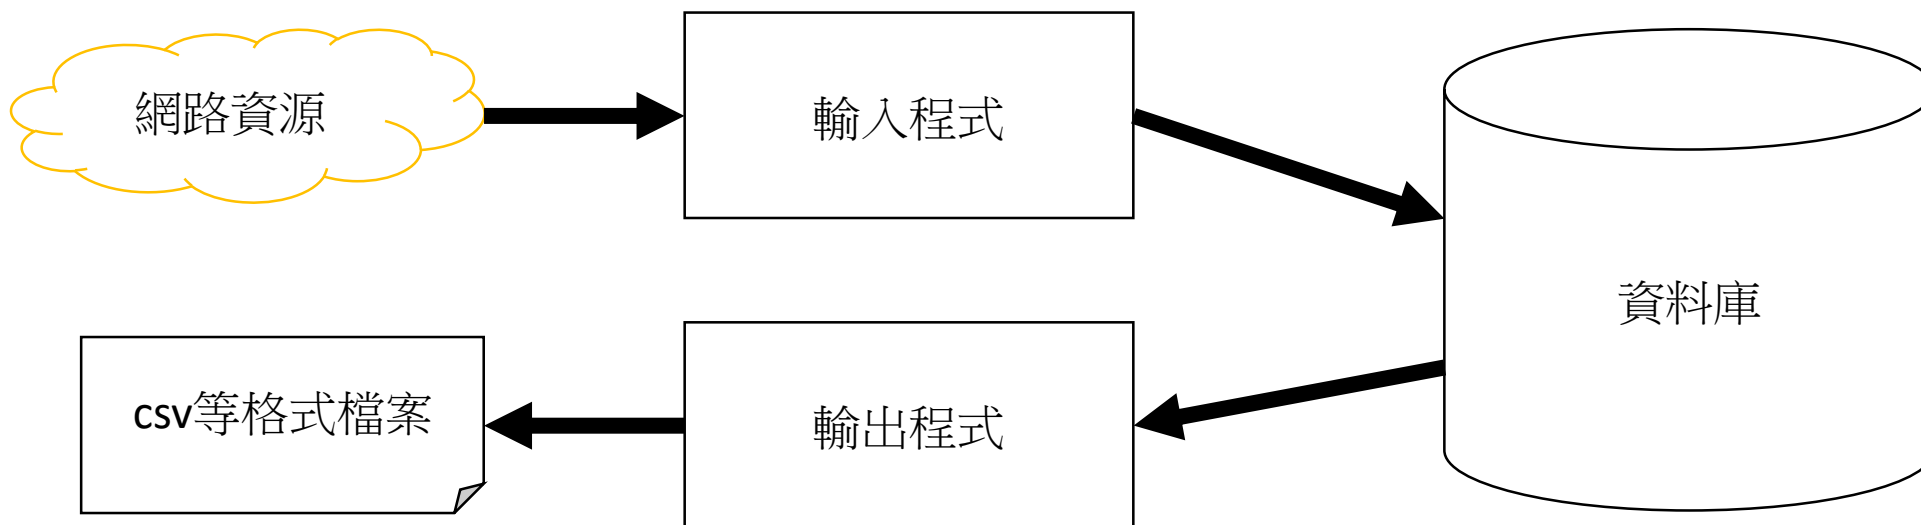 網路資源
輸入程式
資料庫
csv等格式檔案
輸出程式